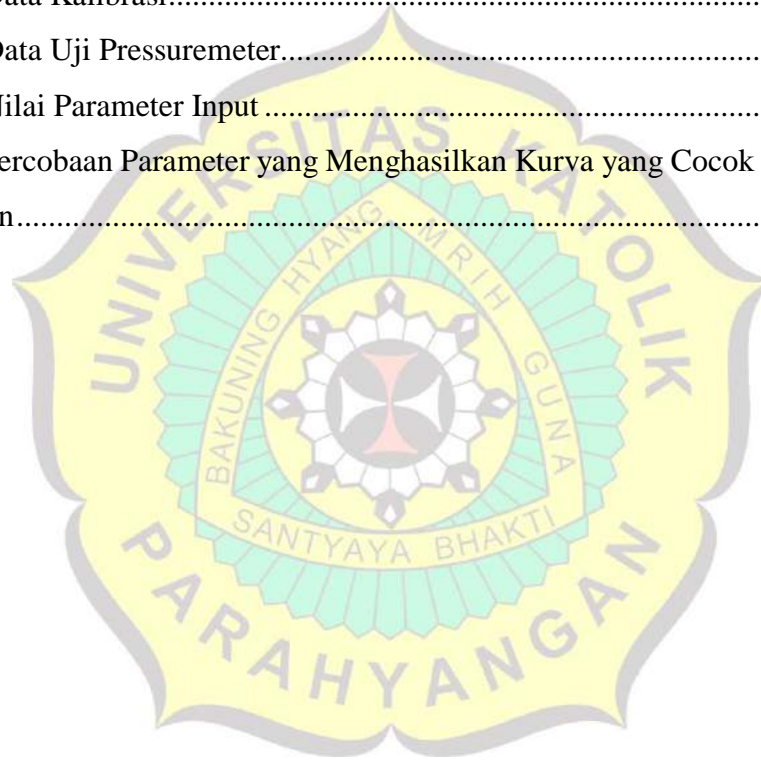 Data Kalibrasi
Data Uji Pressuremeter
Nilai Parameter Input
ercobaan Parameter yang Menghasilkan Kurva yang Cocok
n
UNIVERSITAS KATOLIK
BAKUNING HYANG MRIH GUNA
SANTYAYA BHAKTI
PARAHYANGAN